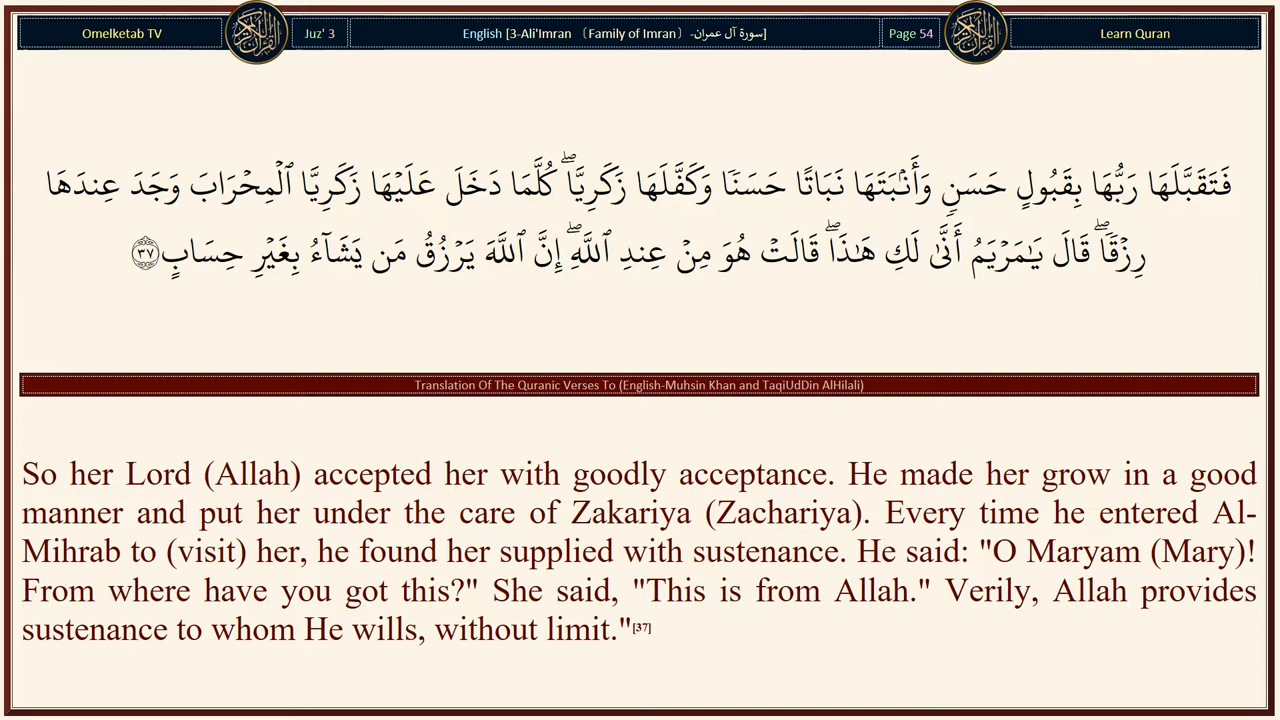 Omelketab TV
Juz' 3
English [3-Ali'Imran (Family of Imran) -سورة آل عمران]
Page 54
Learn Quran
فَتَقَبَّلَهَا رَبُّهَا بِقَبُولٍ حَسَنٖ وَأَنۢبَتَهَا نَبَاتًا حَسَنٗا وَكَفَّلَهَا زَكَرِيَّاۖ كُلَّمَا دَخَلَ عَلَيۡهَا زَكَرِيَّا ٱلۡمِحۡرَابَ وَجَدَ عِندَهَا
رِزۡقٗاۖ قَالَ يَٰمَرۡيَمُ أَنَّىٰ لَكِ هَٰذَاۖ قَالَتۡ هُوَ مِنۡ عِندِ ٱللَّهِۖ إِنَّ ٱللَّهَ يَرۡزُقُ مَن يَشَآءُ بِغَيۡرِ حِسَابٍ ٣٧
Translation Of The Quranic Verses To (English-Muhsin Khan and TaqiUdDin AlHilali)
So her Lord (Allah) accepted her with goodly acceptance. He made her grow in a good
manner and put her under the care of Zakariya (Zachariya). Every time he entered Al-
Mihrab to (visit) her, he found her supplied with sustenance. He said: "O Maryam (Mary)!
From where have you got this?" She said, "This is from Allah." Verily, Allah provides
sustenance to whom He wills, without limit."[37]